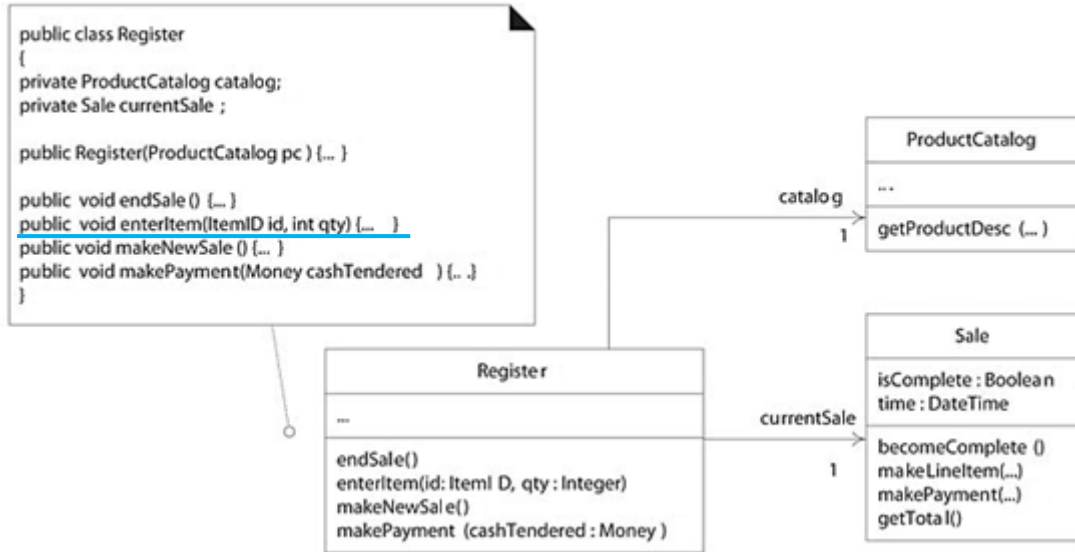 public class Register
{
private ProductCatalog catalog;
private Sale currentSale ;
public Register(ProductCatalog pc ) {... }
public void endSale () {... }
public void enterItem(ItemID id, int qty) {... }
public void makeNewSale () {... }
public void makePayment(Money cashTendered ) {.. .}
}
ProductCatalog
...
getProductDesc (... )
catalog
1
Register
...
endSale()
enterItem(id: ItemI D, qty : Integer)
makeNewSale()
makePayment (cashTendered : Money )
currentSale
1
Sale
isComplete : Boolean
time : DateTime
becomeComplete ()
makeLineItem(...)
makePayment(...)
getTotal()